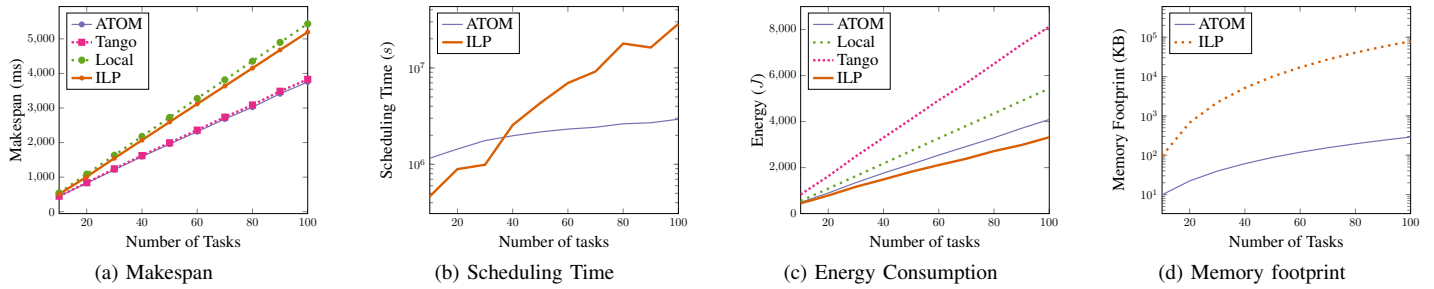 ATOM
Tango
Local
ILP
5,000
4,000
3,000
2,000
1,000
0
Makespan (ms)
20 40 60 80 100
Number of Tasks
(a) Makespan
ATOM
ILP
10^7
10^6
Scheduling Time (s)
20 40 60 80 100
Number of tasks
(b) Scheduling Time
ATOM
Local
Tango
ILP
8,000
6,000
4,000
2,000
0
Energy (J)
20 40 60 80 100
Number of tasks
(c) Energy Consumption
ATOM
ILP
10^5
10^4
10^3
10^2
10^1
Memory Footprint (KB)
20 40 60 80 100
Number of Tasks
(d) Memory footprint